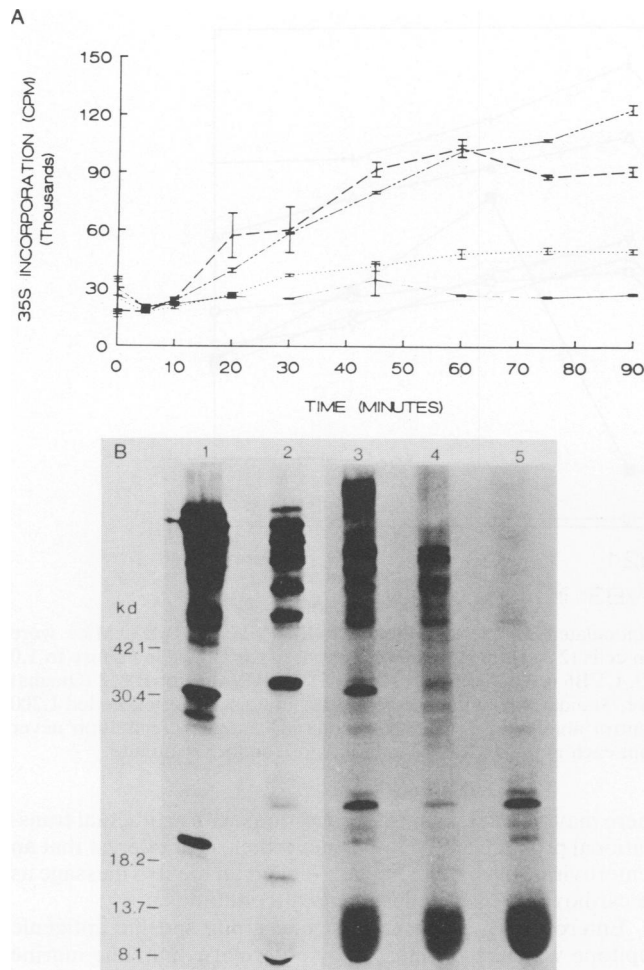 A
35S INCORPORATION (CPM)
(Thousands)
150
120
90
60
30
0
0 10 20 30 40 50 60 70 80 90
TIME (MINUTES)
B 1 2 3 4 5
kd
42.1
30.4
18.2
13.7
8.1